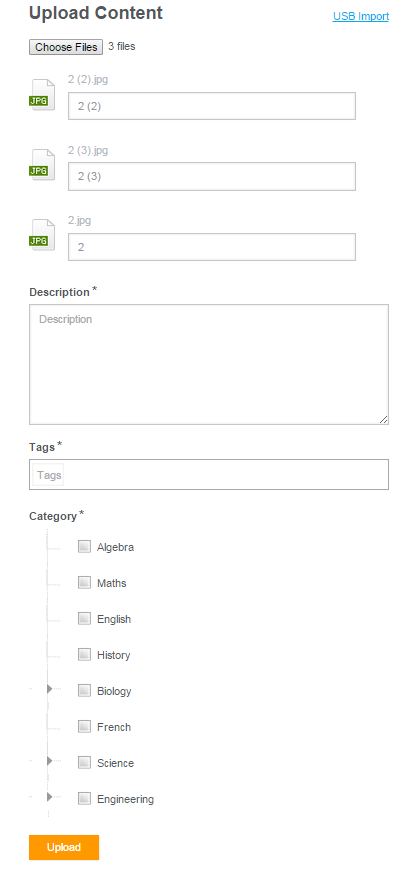 Upload Content
USB Import
Choose Files 3 files
2 (2).jpg
JPG
2 (2)
2 (3).jpg
JPG
2 (3)
2.jpg
JPG
2
Description *
Description
Tags *
Tags
Category *
Algebra
Maths
English
History
Biology
French
Science
Engineering
Upload